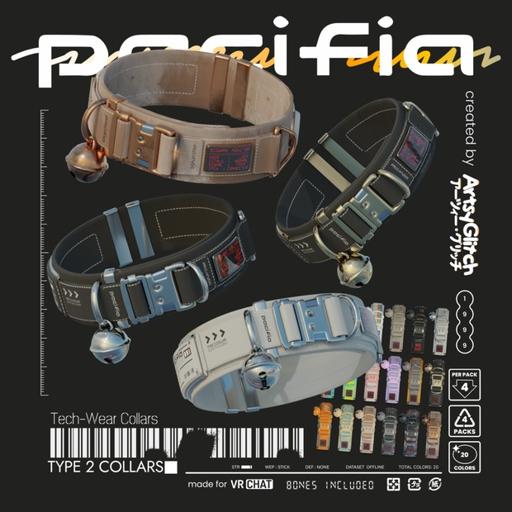 pacifia
created by
ArtsyGlitch
アーツィー・グリッチ
pacifia
>>>
pacifia
1
9
9
9
PER PACK
4
PACKS
20
COLORS
Tech-Wear Collars
TYPE 2 COLLARS
STR
WEP : STICK
DEF : NONE
DATASET OFFLINE
TOTAL COLORS: 20
made for VRCHAT
BONES INCLUDED